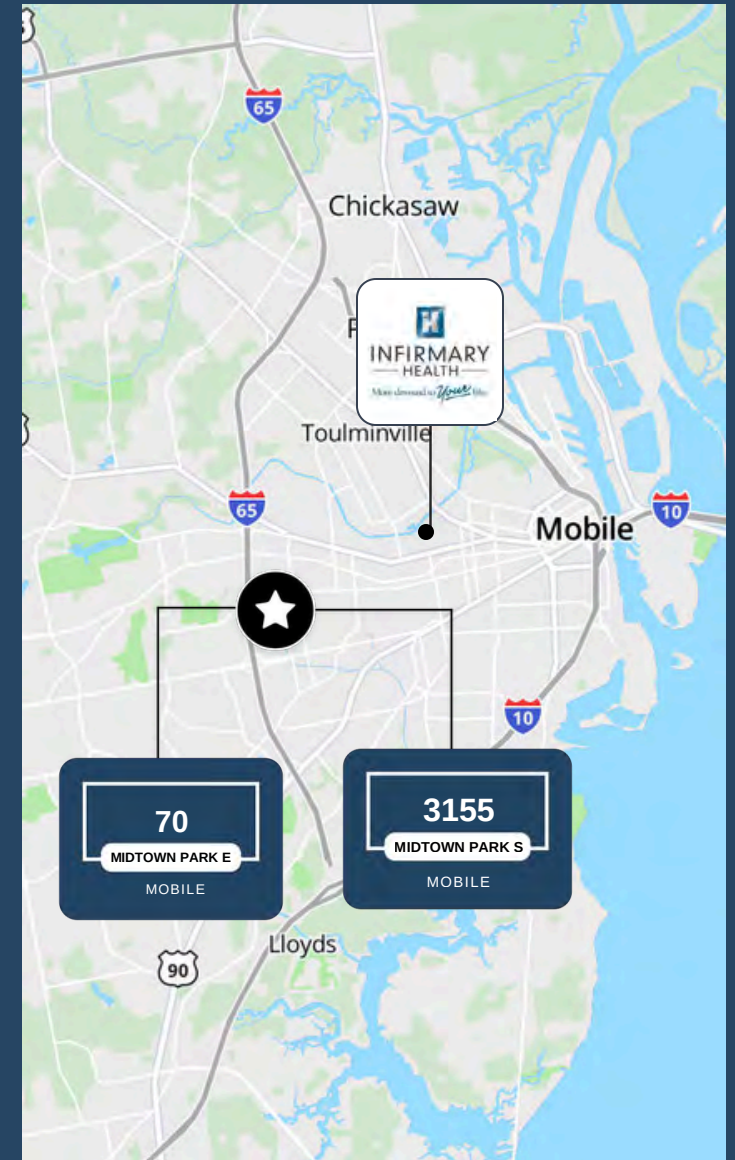 65
Chickasaw
INFIRMARY
HEALTH
Your
Toulminville
65
10
Mobile
10
70
MIDTOWN PARK E
MOBILE
3155
MIDTOWN PARK S
MOBILE
Lloyds
90